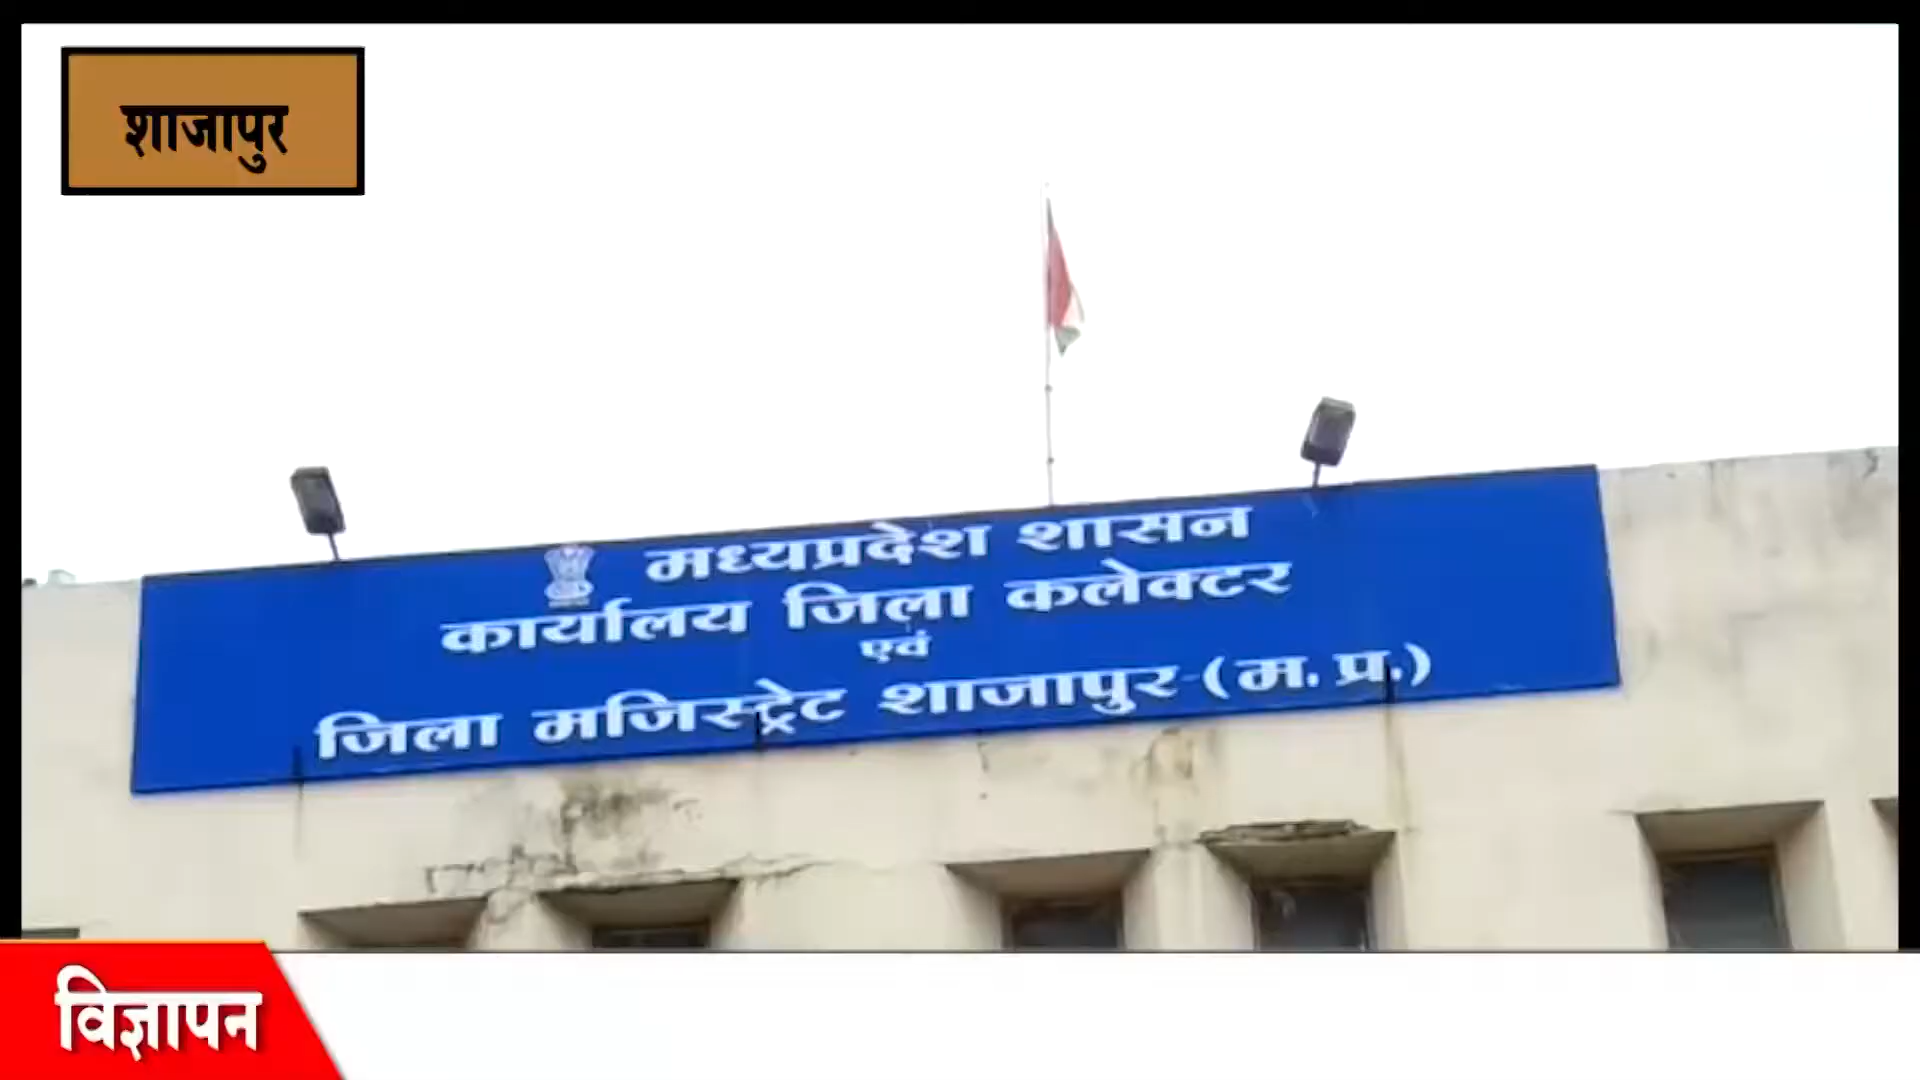 शाजापुर
मध्यप्रदेश शासन
कार्यालय जिला कलेक्टर
एवं
जिला मजिस्ट्रेट शाजापुर (म. प्र.)
विज्ञापन